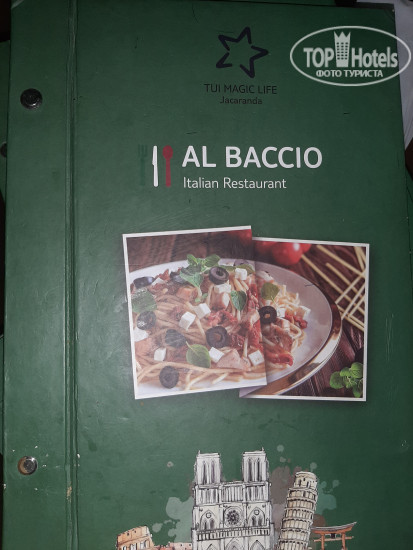 TOP Hotels
ФОТО ТУРИСТА
TUI MAGIC LIFE
Jacaranda
AL BACCIO
Italian Restaurant